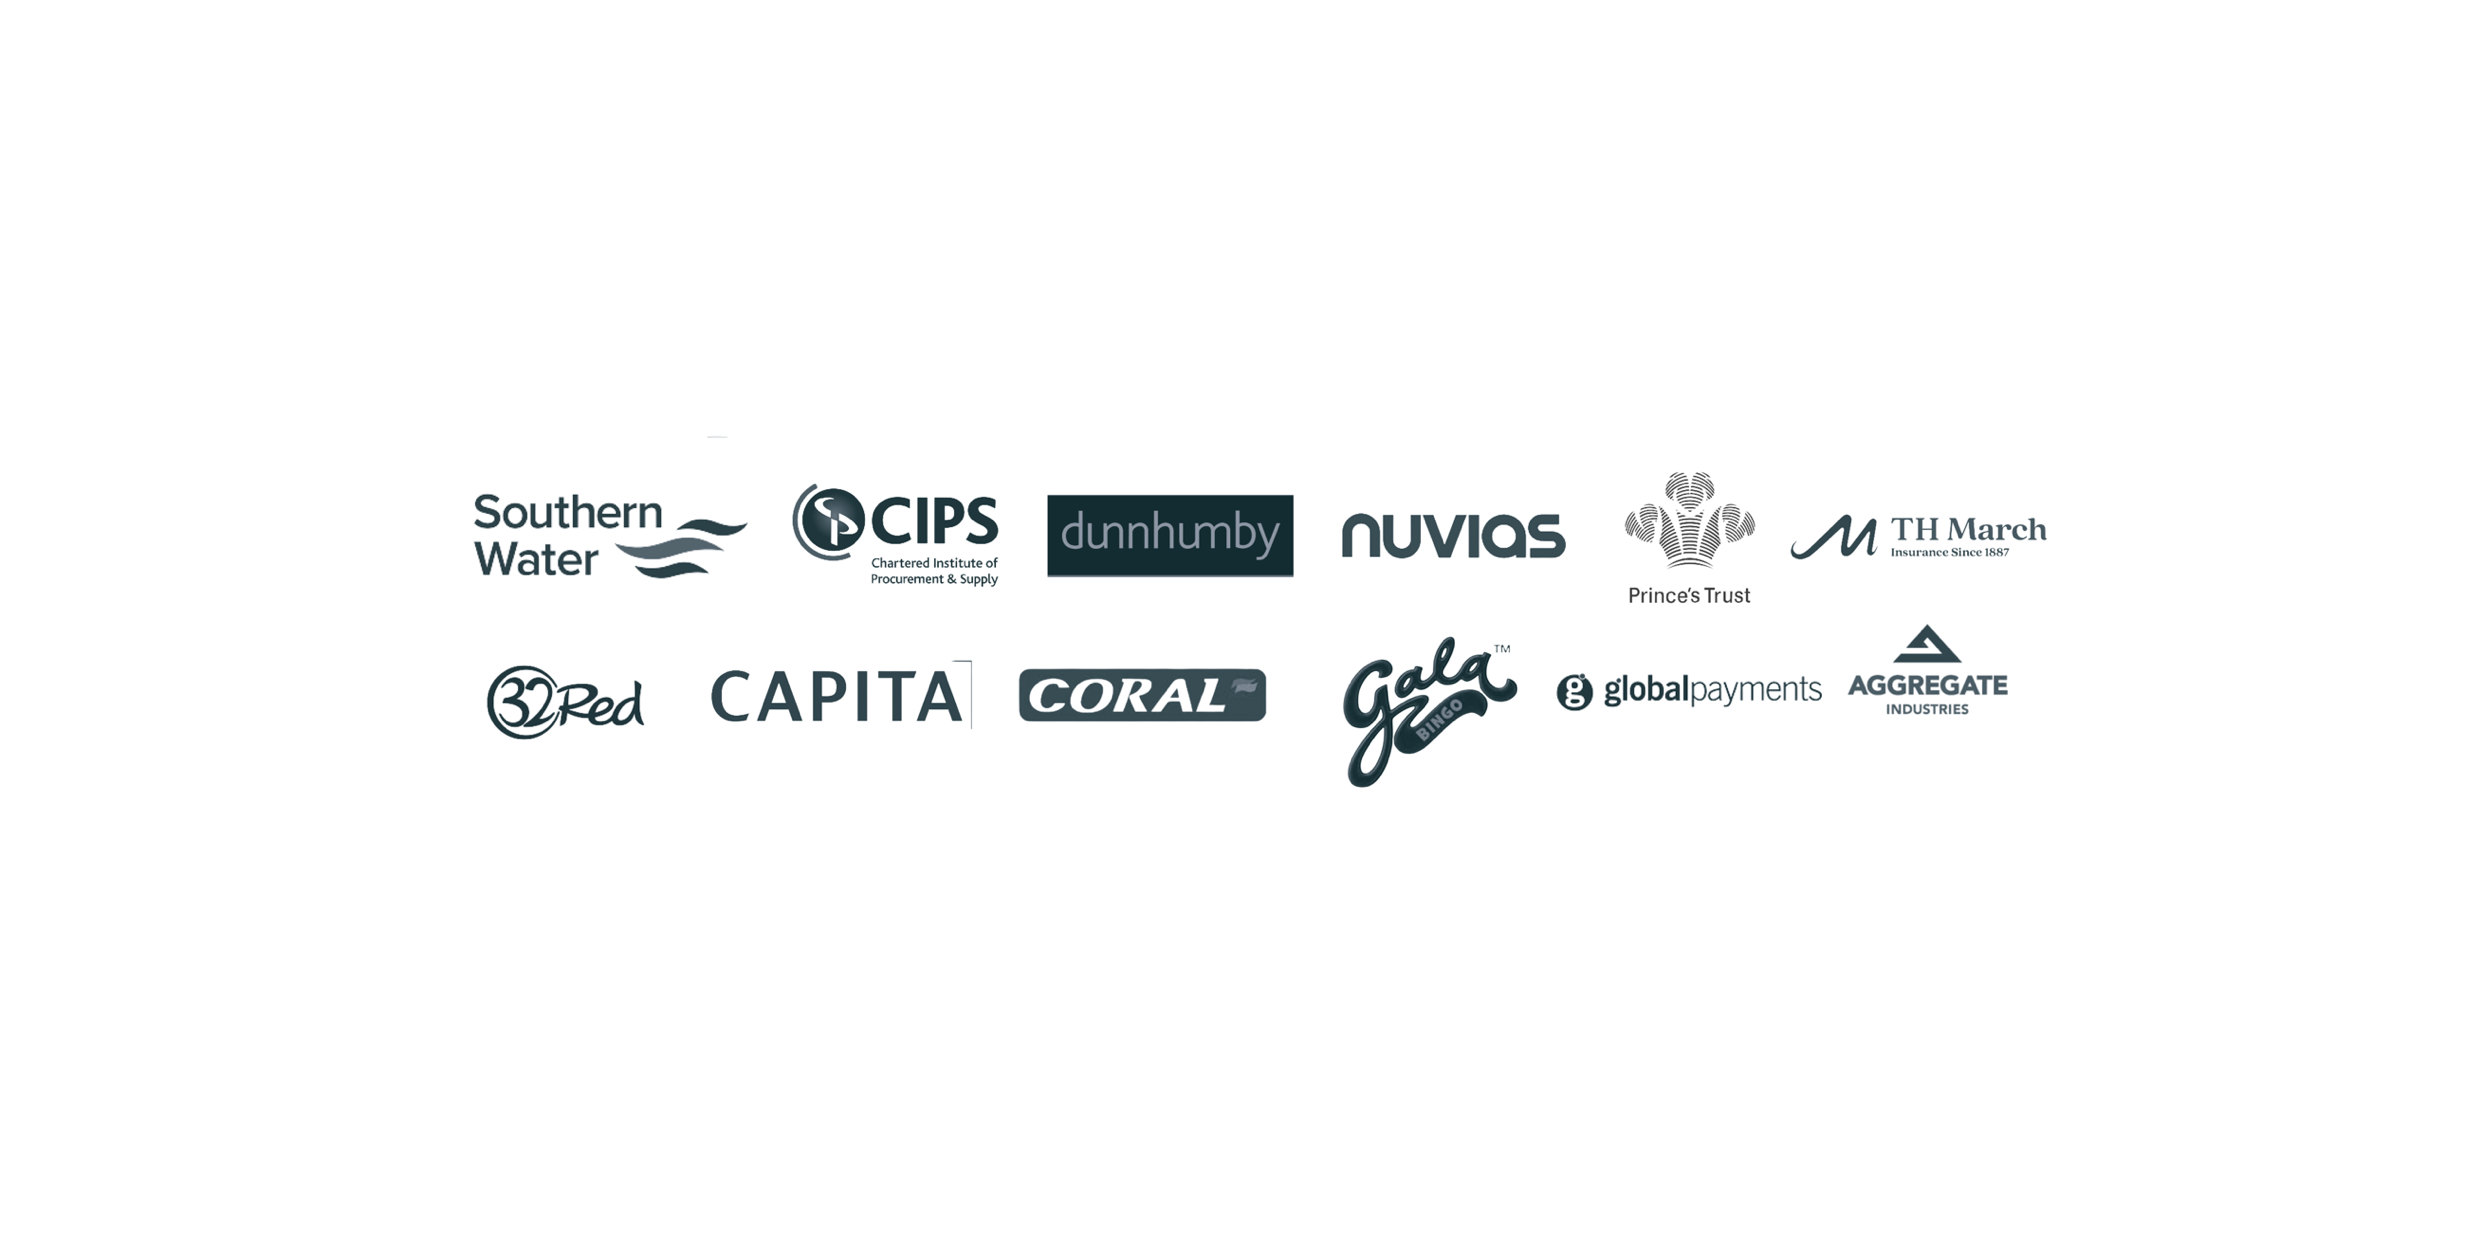 Southern
Water
CIPS
Chartered Institute of
Procurement & Supply
dunnhumby
nuvias
Prince's Trust
TH March
Insurance Since 1887
32Red
CAPITA
CORAL
gala TM
BINGO
g globalpayments
AGGREGATE
INDUSTRIES